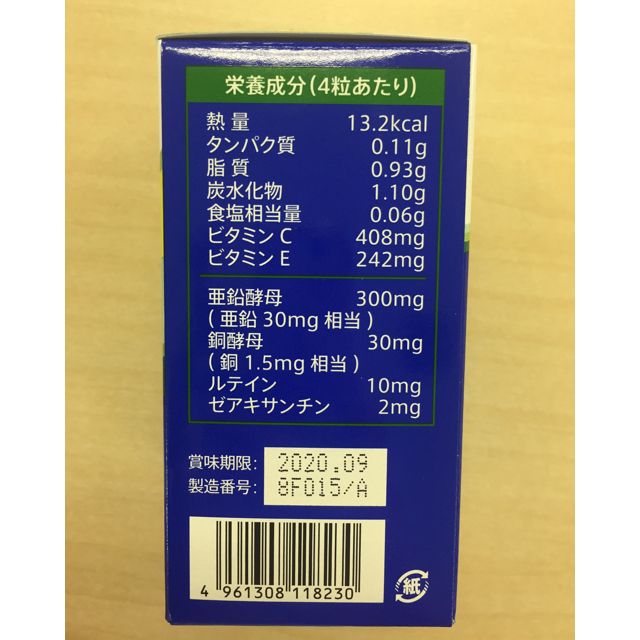 栄養成分(4粒あたり)
熱量 13.2kcal
タンパク質 0.11g
脂質 0.93g
炭水化物 1.10g
食塩相当量 0.06g
ビタミン C 408mg
ビタミン E 242mg
亜鉛酵母 300mg
( 亜鉛 30mg 相当 )
銅酵母 30mg
( 銅 1.5mg 相当 )
ルテイン 10mg
ゼアキサンチン 2mg
賞味期限: 2020.09
製造番号: 8F015/A
4 961308 118230
紙